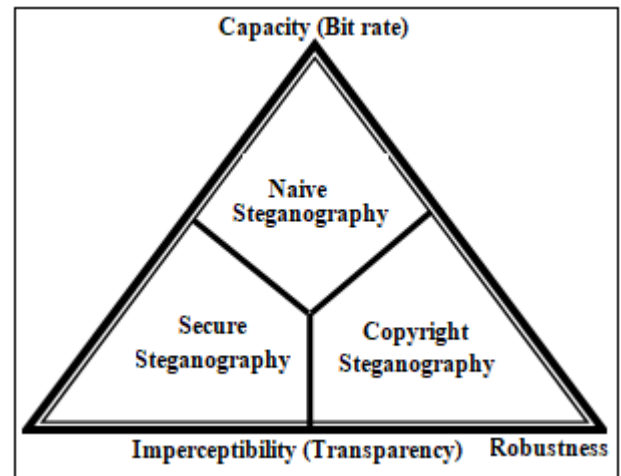 Capacity (Bit rate)
Naive
Steganography
Secure
Steganography
Copyright
Steganography
Imperceptibility (Transparency)
Robustness